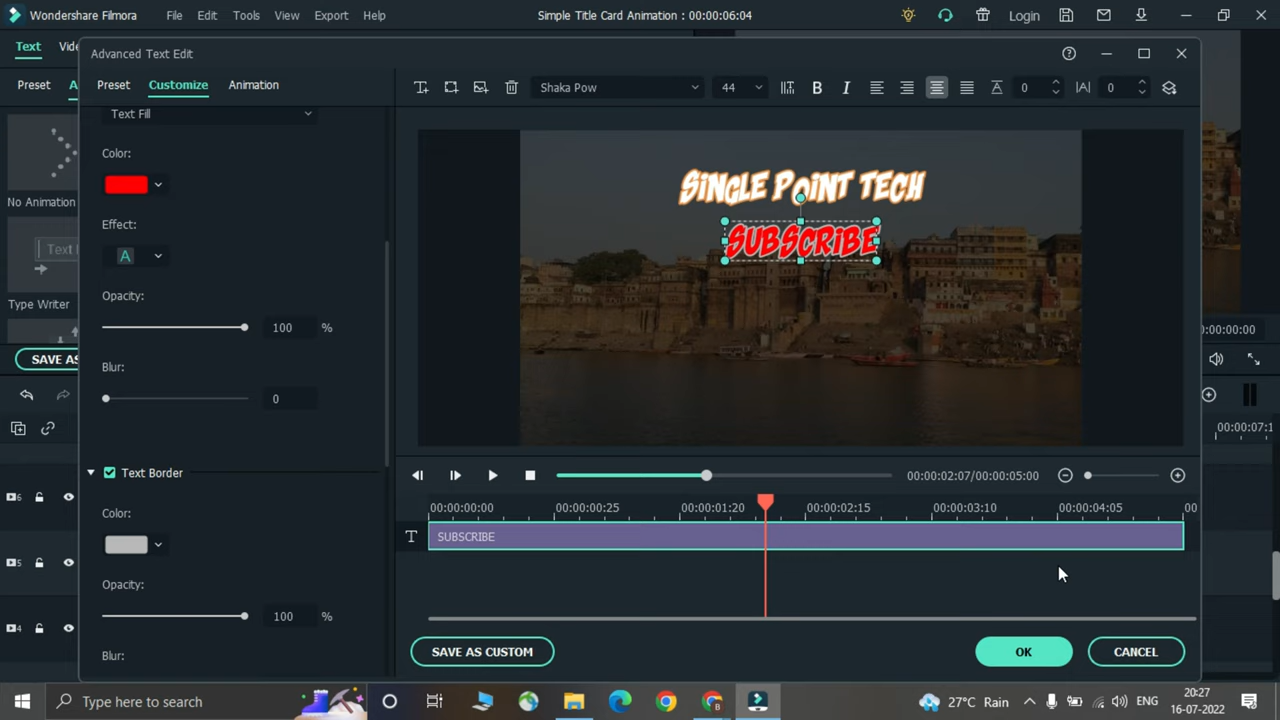 Wondershare Filmora File Edit Tools View Export Help Simple Title Card Animation : 00:00:06:04 Login
Text
Advanced Text Edit
Preset
Preset Customize Animation
Shaka Pow 44 B I 0 0
Text Fill
Color:
No Animation
SiNGLE POiNT TECH
SUBSCRiBE
Effect:
Type Writer
Opacity:
100 %
00:00:00:00
SAVE AS
Blur:
0
00:00:07:1
Text Border
00:00:02:07/00:00:05:00
6
00:00:00:00 00:00:00:25 00:00:01:20 00:00:02:15 00:00:03:10 00:00:04:05 00
Color:
T SUBSCRIBE
5
Opacity:
100 %
4
Blur:
SAVE AS CUSTOM OK CANCEL
Type here to search 27°C Rain ENG 20:27
16-07-2022